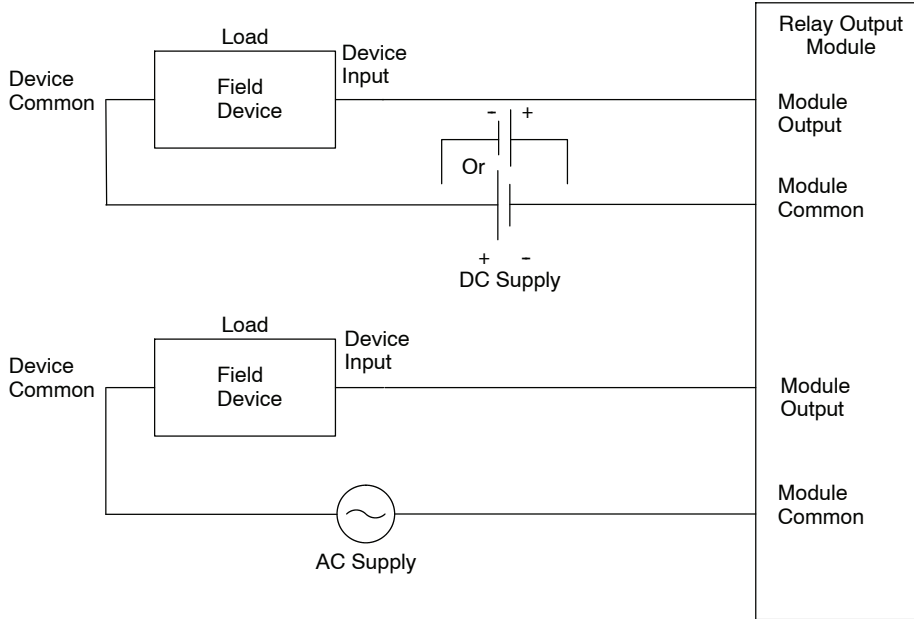 Relay Output
Module
Load
Device
Input
Device
Common
Field
Device
Module
Output
- +
Or
Module
Common
+ -
DC Supply
Load
Device
Input
Device
Common
Field
Device
Module
Output
Module
Common
AC Supply